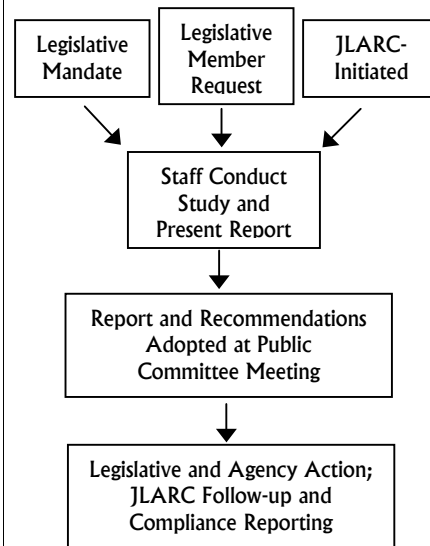 Legislative
Mandate
Legislative
Member
Request
JLARC-
Initiated
Staff Conduct
Study and
Present Report
Report and Recommendations
Adopted at Public
Committee Meeting
Legislative and Agency Action;
JLARC Follow-up and
Compliance Reporting